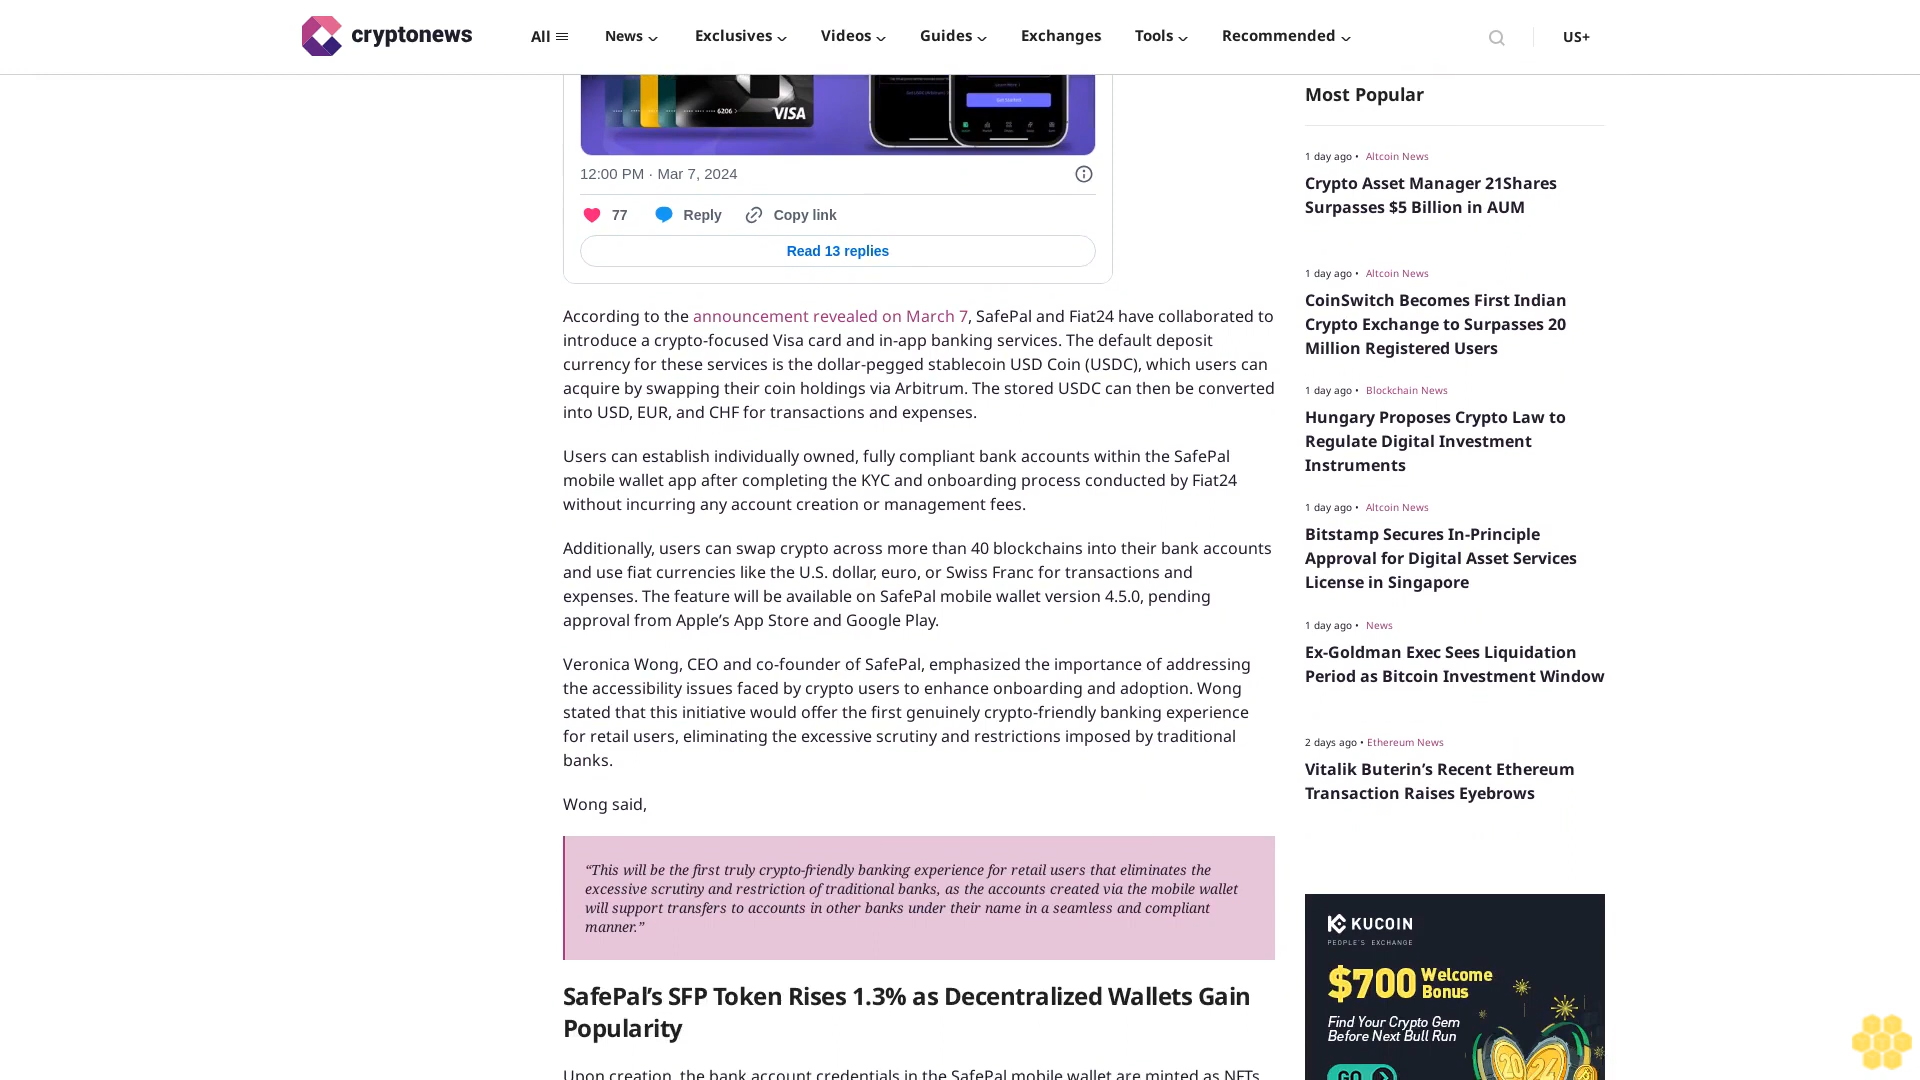 cryptonews
All
News
Exclusives
Videos
Guides
Exchanges
Tools
Recommended
US+
6206
VISA
Get Started
12:00 PM · Mar 7, 2024
77
Reply
Copy link
Read 13 replies
According to the announcement revealed on March 7, SafePal and Fiat24 have collaborated to
introduce a crypto-focused Visa card and in-app banking services. The default deposit
currency for these services is the dollar-pegged stablecoin USD Coin (USDC), which users can
acquire by swapping their coin holdings via Arbitrum. The stored USDC can then be converted
into USD, EUR, and CHF for transactions and expenses.
Users can establish individually owned, fully compliant bank accounts within the SafePal
mobile wallet app after completing the KYC and onboarding process conducted by Fiat24
without incurring any account creation or management fees.
Additionally, users can swap crypto across more than 40 blockchains into their bank accounts
and use fiat currencies like the U.S. dollar, euro, or Swiss Franc for transactions and
expenses. The feature will be available on SafePal mobile wallet version 4.5.0, pending
approval from Apple’s App Store and Google Play.
Veronica Wong, CEO and co-founder of SafePal, emphasized the importance of addressing
the accessibility issues faced by crypto users to enhance onboarding and adoption. Wong
stated that this initiative would offer the first genuinely crypto-friendly banking experience
for retail users, eliminating the excessive scrutiny and restrictions imposed by traditional
banks.
Wong said,
“This will be the first truly crypto-friendly banking experience for retail users that eliminates the
excessive scrutiny and restriction of traditional banks, as the accounts created via the mobile wallet
will support transfers to accounts in other banks under their name in a seamless and compliant
manner.”
SafePal’s SFP Token Rises 1.3% as Decentralized Wallets Gain
Popularity
Upon creation, the bank account credentials in the SafePal mobile wallet are minted as NFTs
Most Popular
1 day ago • Altcoin News
Crypto Asset Manager 21Shares
Surpasses $5 Billion in AUM
1 day ago • Altcoin News
CoinSwitch Becomes First Indian
Crypto Exchange to Surpasses 20
Million Registered Users
1 day ago • Blockchain News
Hungary Proposes Crypto Law to
Regulate Digital Investment
Instruments
1 day ago • Altcoin News
Bitstamp Secures In-Principle
Approval for Digital Asset Services
License in Singapore
1 day ago • News
Ex-Goldman Exec Sees Liquidation
Period as Bitcoin Investment Window
2 days ago • Ethereum News
Vitalik Buterin’s Recent Ethereum
Transaction Raises Eyebrows
KUCOIN
PEOPLE'S EXCHANGE
$700 Welcome
Bonus
Find Your Crypto Gem
Before Next Bull Run
GO
20 24